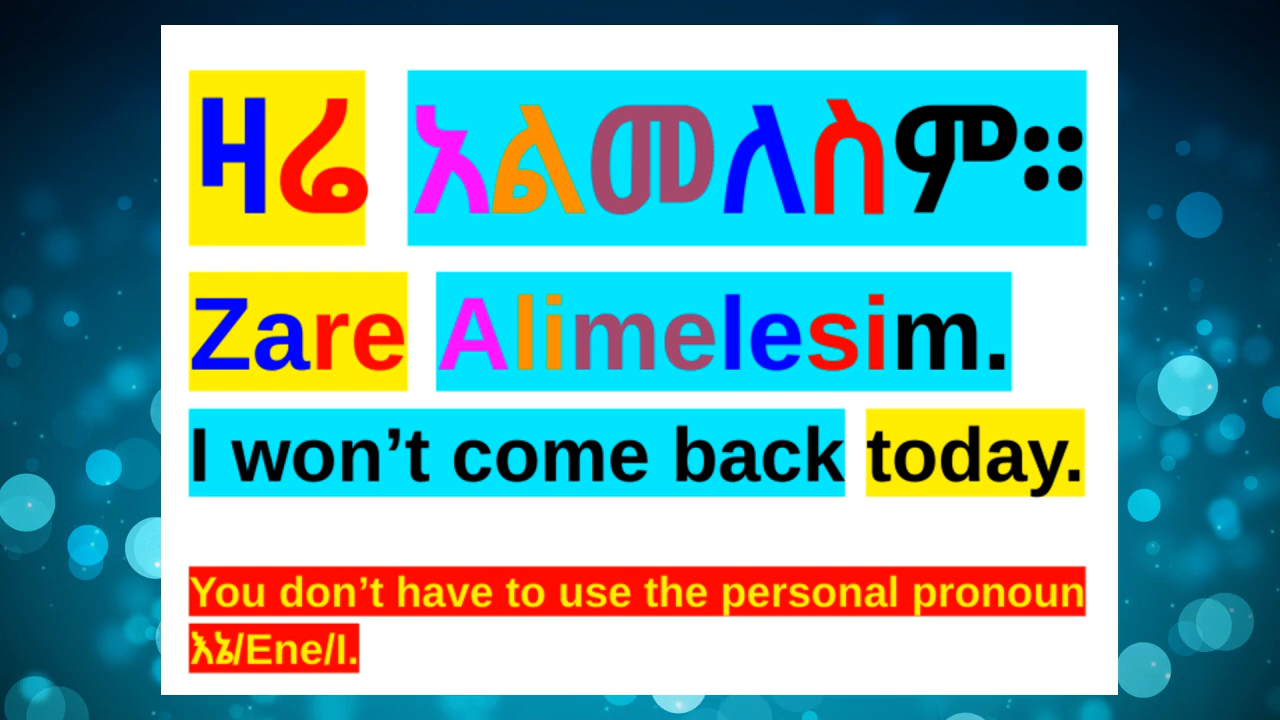 ዛሬ አልመለስም።
Zare Alimelesim.
I won’t come back today.
You don’t have to use the personal pronoun
እኔ/Ene/I.